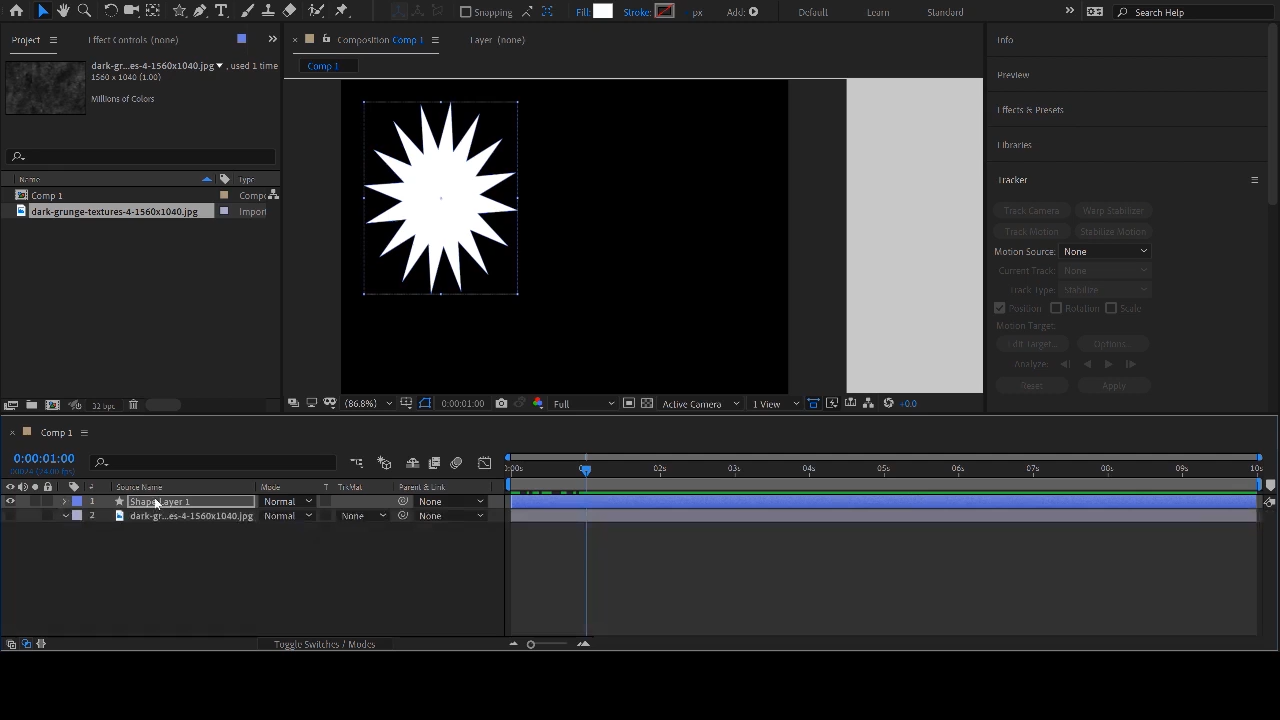 Snapping
Fill:
Stroke:
px
Add:
Default
Learn
Standard
Search Help
Project
Effect Controls (none)
Composition Comp 1
Layer (none)
Info
dark-gr...es-4-1560x1040.jpg , used 1 time
1560 x 1040 (1.00)
Millions of Colors
Comp 1
Preview
Effects & Presets
Libraries
Tracker
Name
Type
Comp 1
Compo
dark-grunge-textures-4-1560x1040.jpg
Import
Track Camera
Warp Stabilizer
Track Motion
Stabilize Motion
Motion Source:
None
Current Track:
None
Track Type:
Stabilize
Position
Rotation
Scale
Motion Target:
Edit Target...
Options...
Analyze:
Reset
Apply
32 bpc
(86.8%)
0:00:01:00
Full
Active Camera
1 View
+0.0
Comp 1
0:00:01:00
00024 (24.00 fps)
:00s
02s
03s
04s
05s
06s
07s
08s
09s
10s
#
Source Name
Mode
T
TrkMat
Parent & Link
1
Shape Layer 1
Normal
None
2
dark-gr...es-4-1560x1040.jpg
Normal
None
None
Toggle Switches / Modes